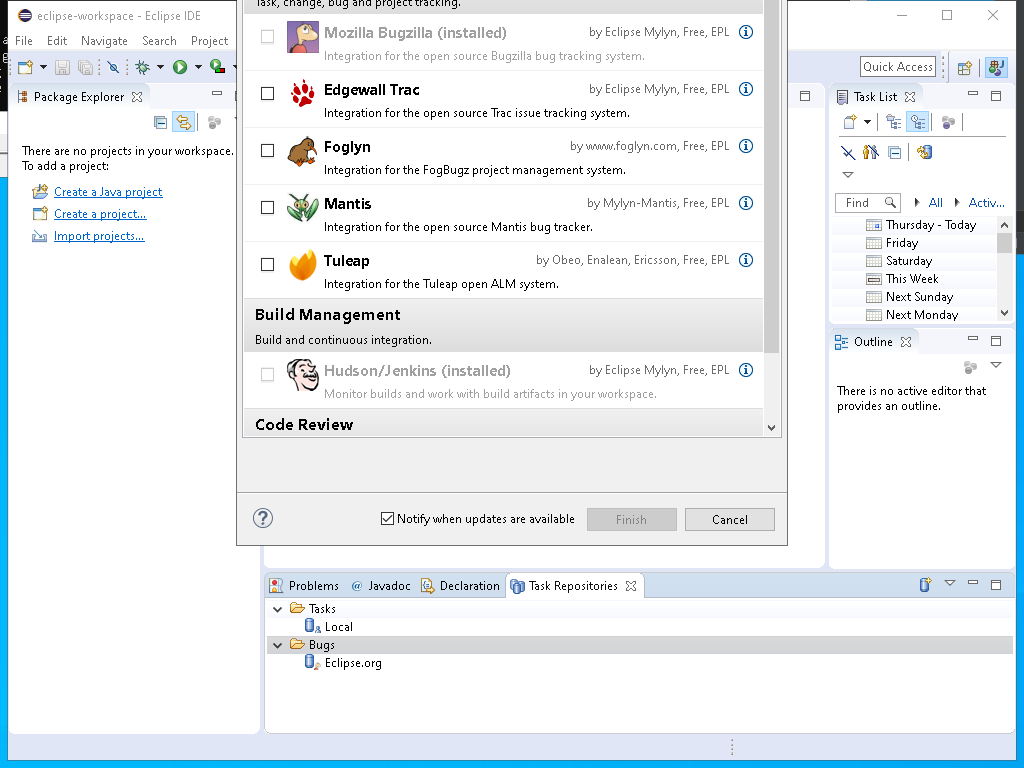 eclipse-workspace - Eclipse IDE
File Edit Navigate Search Project
Quick Access
Package Explorer
There are no projects in your workspace.
To add a project:
Create a Java project
Create a project...
Import projects...
Task, change, bug and project tracking.
Mozilla Bugzilla (installed) by Eclipse Mylyn, Free, EPL
Integration for the open source Bugzilla bug tracking system.
Edgewall Trac by Eclipse Mylyn, Free, EPL
Integration for the open source Trac issue tracking system.
Foglyn by www.foglyn.com, Free, EPL
Integration for the FogBugz project management system.
Mantis by Mylyn-Mantis, Free, EPL
Integration for the open source Mantis bug tracker.
Tuleap by Obeo, Enalean, Ericsson, Free, EPL
Integration for the Tuleap open ALM system.
Build Management
Build and continuous integration.
Hudson/Jenkins (installed) by Eclipse Mylyn, Free, EPL
Monitor builds and work with build artifacts in your workspace.
Code Review
Notify when updates are available Finish Cancel
Task List
Find All Activ...
Thursday - Today
Friday
Saturday
This Week
Next Sunday
Next Monday
Outline
There is no active editor that
provides an outline.
Problems @ Javadoc Declaration Task Repositories
Tasks
Local
Bugs
Eclipse.org